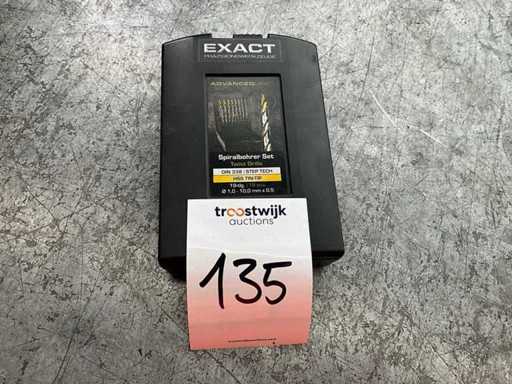 EXACT
PRÄZISIONSWERKZEUGE
ADVANCED
Spiralbohrer Set
Twist Drills
DIN 338 | STEP TECH
HSS TIN-TIP
19-tlg. / 19 pcs.
Ø 1,0 - 10,0 mm x 0,5
troostwijk
auctions
135